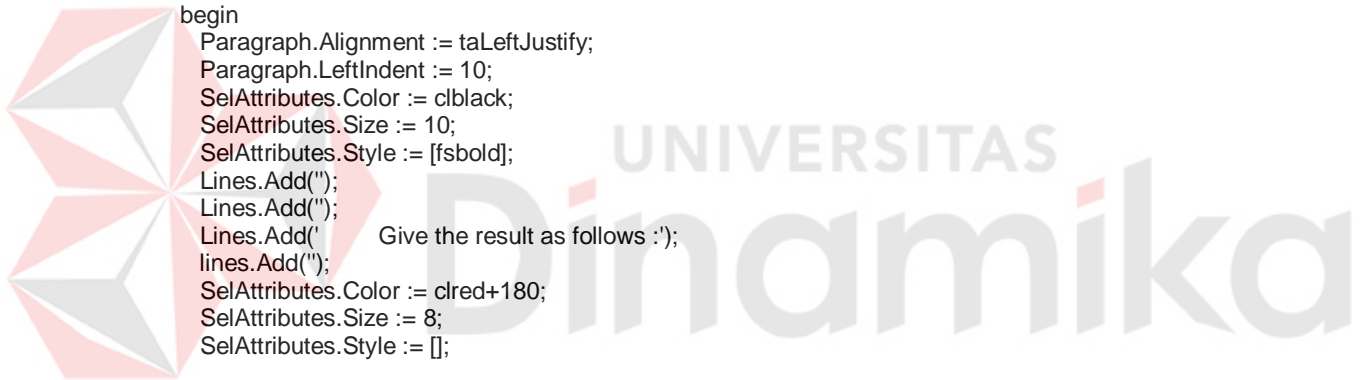 begin
Paragraph.Alignment := taLeftJustify;
Paragraph.LeftIndent := 10;
SelAttributes.Color := clblack;
SelAttributes.Size := 10;
SelAttributes.Style := [fsbold];
Lines.Add('');
Lines.Add('');
Lines.Add('        Give the result as follows :');
lines.Add('');
SelAttributes.Color := clred+180;
SelAttributes.Size := 8;
SelAttributes.Style := [];
UNIVERSITAS
Dinamika